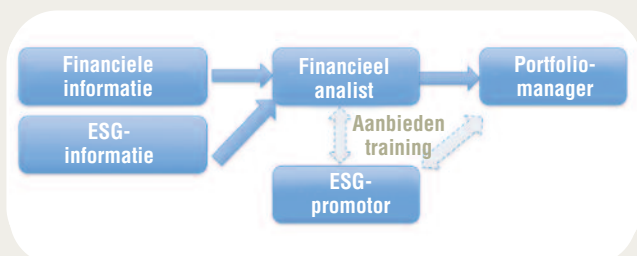 Financiele
informatie
Financieel
analist
Portfolio-
manager
ESG-
informatie
Aanbieden
training
ESG-
promotor